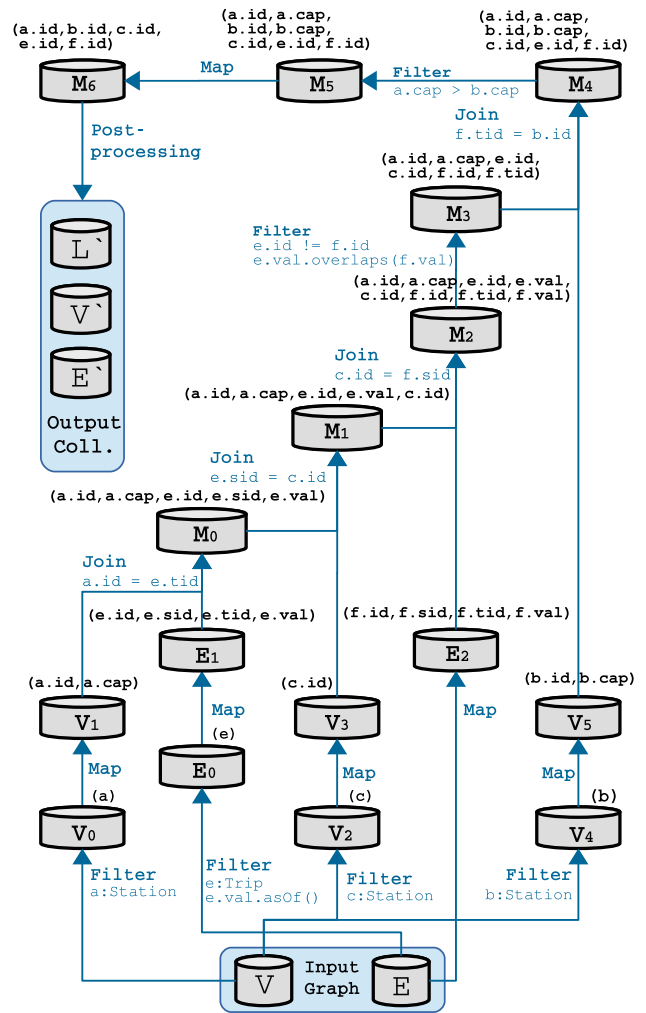 (a.id,b.id,c.id,
e.id,f.id)
(a.id,a.cap,
b.id,b.cap,
c.id,e.id,f.id)
(a.id,a.cap,
b.id,b.cap,
c.id,e.id,f.id)
M6
Map
M5
Filter
a.cap > b.cap
M4
Join
f.tid = b.id
Post-
processing
(a.id,a.cap,e.id,
c.id,f.id,f.tid)
M3
Filter
e.id != f.id
e.val.overlaps(f.val)
L`
V`
E`
Output
Coll.
(a.id,a.cap,e.id,e.val,
c.id,f.id,f.tid,f.val)
M2
Join
c.id = f.sid
(a.id,a.cap,e.id,e.val,c.id)
M1
Join
e.sid = c.id
(a.id,a.cap,e.id,e.sid,e.val)
M0
Join
a.id = e.tid
(e.id,e.sid,e.tid,e.val)
E1
(f.id,f.sid,f.tid,f.val)
E2
(a.id,a.cap)
V1
Map
(c.id)
V3
Map
(b.id,b.cap)
V5
(e)
E0
Map
(a)
V0
Map
(c)
V2
Map
(b)
V4
Filter
a:Station
Filter
e:Trip
e.val.asOf()
Filter
c:Station
Filter
b:Station
V
Input
Graph
E